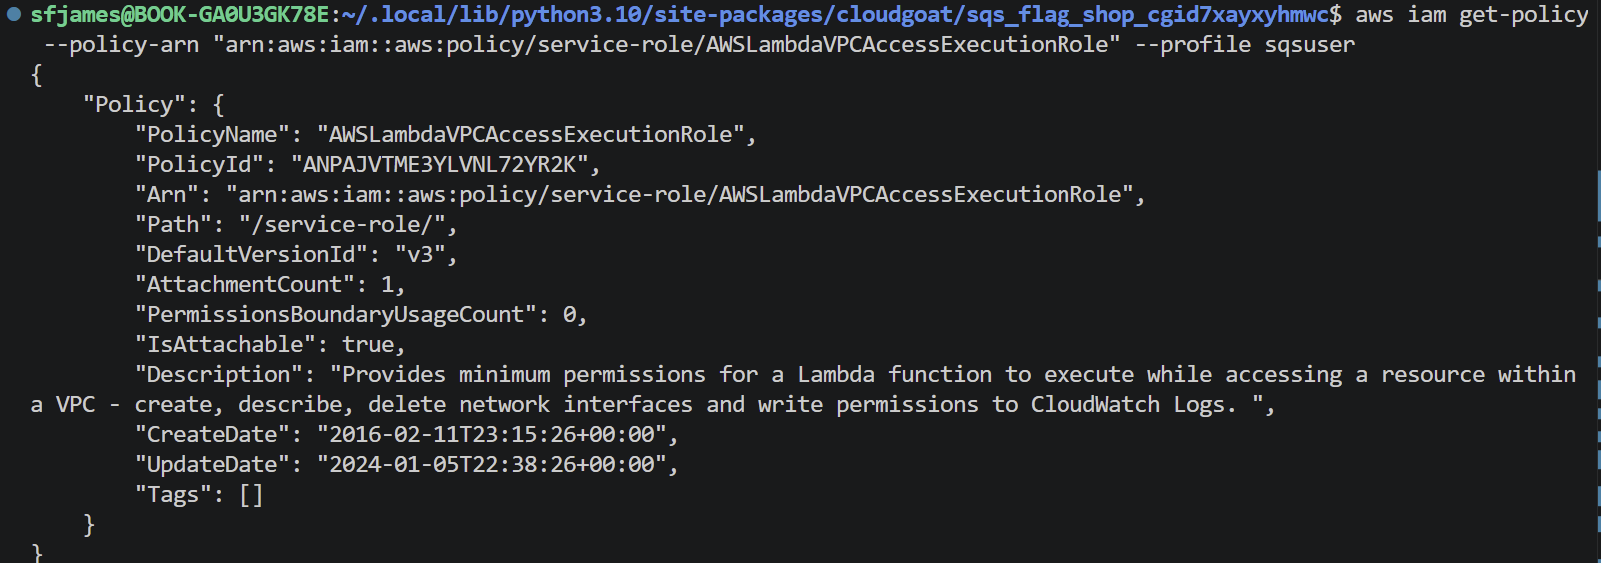 sfjames@BOOK-GA0U3GK78E:~/.local/lib/python3.10/site-packages/cloudgoat/sqs_flag_shop_cgid7xayxyhmwc$ aws iam get-policy
--policy-arn "arn:aws:iam::aws:policy/service-role/AWSLambdaVPCAccessExecutionRole" --profile sqsuser
{
    "Policy": {
        "PolicyName": "AWSLambdaVPCAccessExecutionRole",
        "PolicyId": "ANPAJVTME3YLVNL72YR2K",
        "Arn": "arn:aws:iam::aws:policy/service-role/AWSLambdaVPCAccessExecutionRole",
        "Path": "/service-role/",
        "DefaultVersionId": "v3",
        "AttachmentCount": 1,
        "PermissionsBoundaryUsageCount": 0,
        "IsAttachable": true,
        "Description": "Provides minimum permissions for a Lambda function to execute while accessing a resource within
a VPC - create, describe, delete network interfaces and write permissions to CloudWatch Logs. ",
        "CreateDate": "2016-02-11T23:15:26+00:00",
        "UpdateDate": "2024-01-05T22:38:26+00:00",
        "Tags": []
    }
}